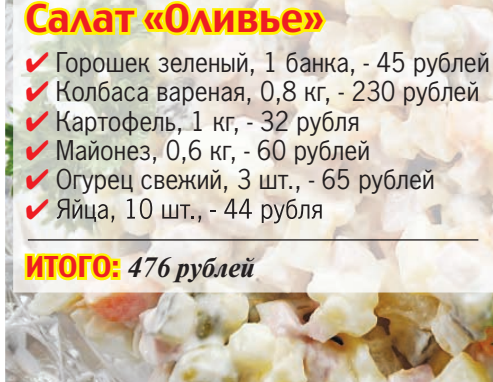 Салат «Оливье»
✔ Горошек зеленый, 1 банка, - 45 рублей
✔ Колбаса вареная, 0,8 кг, - 230 рублей
✔ Картофель, 1 кг, - 32 рубля
✔ Майонез, 0,6 кг, - 60 рублей
✔ Огурец свежий, 3 шт., - 65 рублей
✔ Яйца, 10 шт., - 44 рубля
ИТОГО: 476 рублей